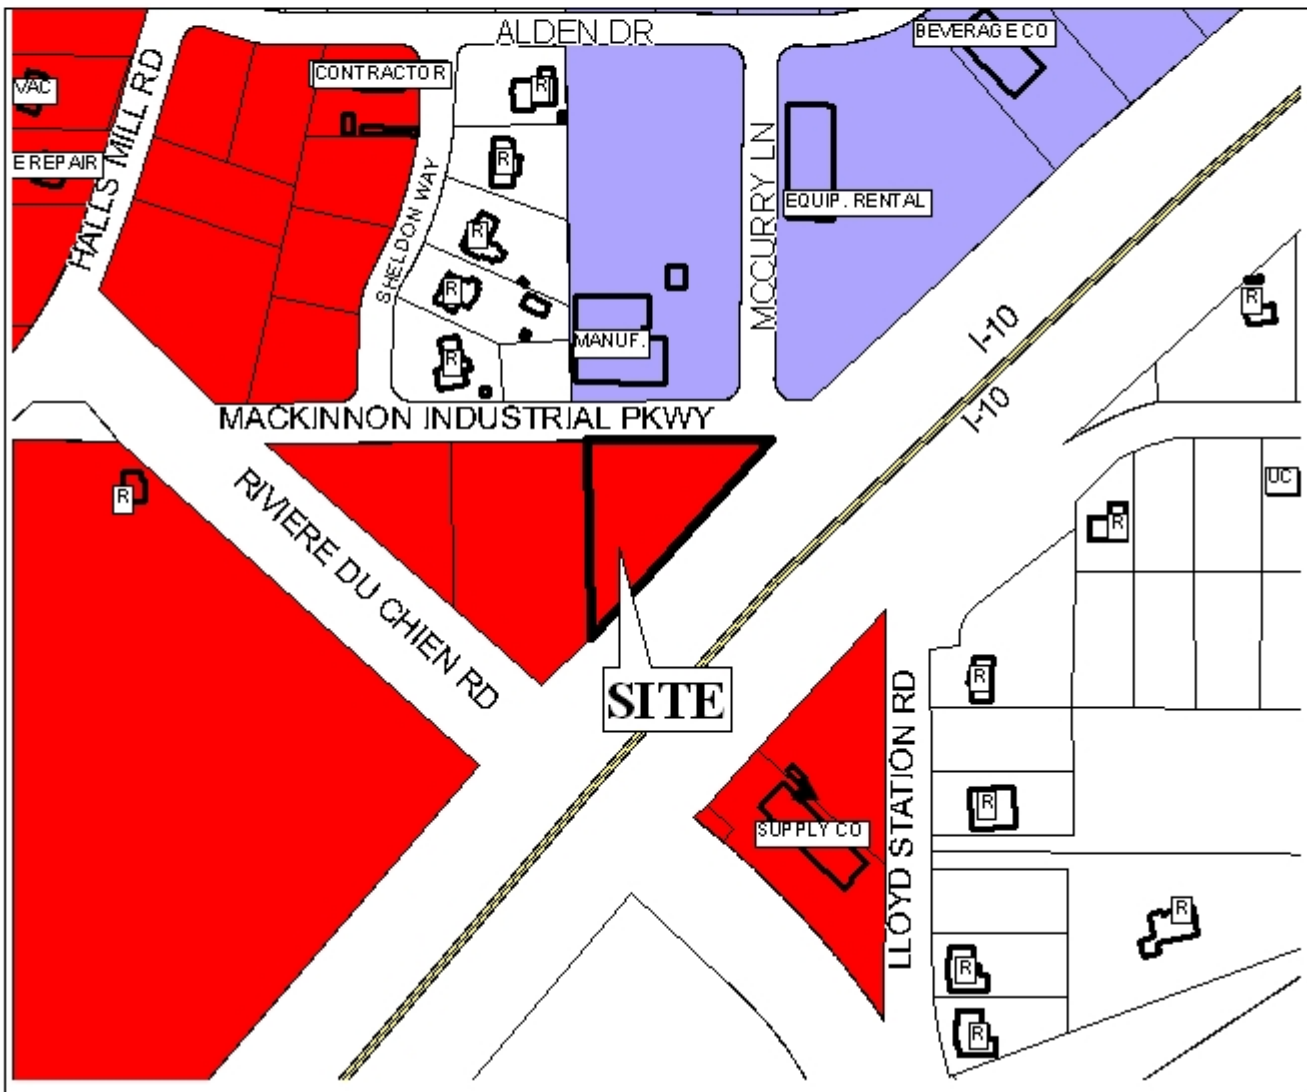 ALDEN DR
BEVERAGE CO
CONTRACTOR
R
VAC
HALLS MILL RD
E REPAIR
R
SHELDON WAY
MCCURRY LN
EQUIP. RENTAL
R
R
R
I-10
I-10
MANUF.
R
MACKINNON INDUSTRIAL PKWY
R
UC
R
RIVIERE DU CHIEN RD
R
SITE
LLOYD STATION RD
R
SUPPLY CO
R
R
R